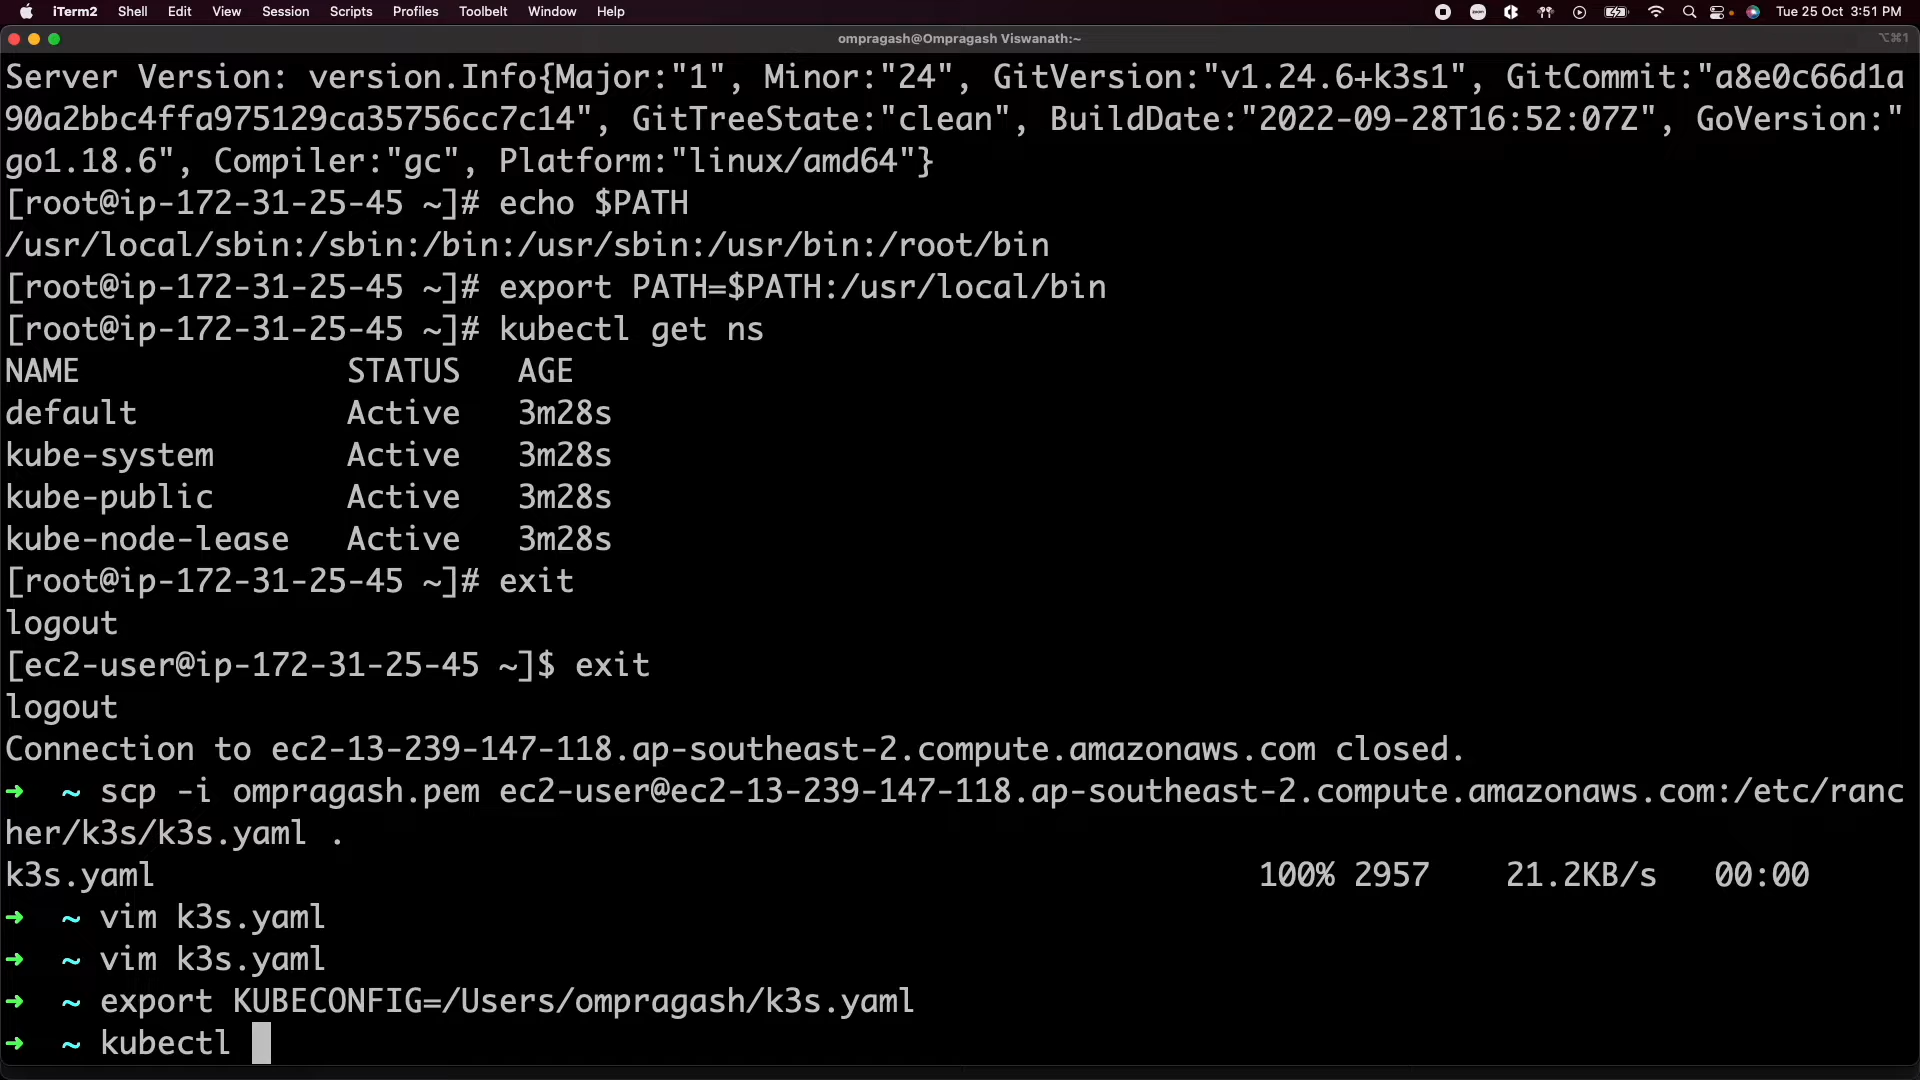 iTerm2 Shell Edit View Session Scripts Profiles Toolbelt Window Help Tue 25 Oct 3:51 PM
ompragash@Ompragash Viswanath:~ ⌥⌘1
Server Version: version.Info{Major:"1", Minor:"24", GitVersion:"v1.24.6+k3s1", GitCommit:"a8e0c66d1a
90a2bbc4ffa975129ca35756cc7c14", GitTreeState:"clean", BuildDate:"2022-09-28T16:52:07Z", GoVersion:"
go1.18.6", Compiler:"gc", Platform:"linux/amd64"}
[root@ip-172-31-25-45 ~]# echo $PATH
/usr/local/sbin:/sbin:/bin:/usr/sbin:/usr/bin:/root/bin
[root@ip-172-31-25-45 ~]# export PATH=$PATH:/usr/local/bin
[root@ip-172-31-25-45 ~]# kubectl get ns
NAME STATUS AGE
default Active 3m28s
kube-system Active 3m28s
kube-public Active 3m28s
kube-node-lease Active 3m28s
[root@ip-172-31-25-45 ~]# exit
logout
[ec2-user@ip-172-31-25-45 ~]$ exit
logout
Connection to ec2-13-239-147-118.ap-southeast-2.compute.amazonaws.com closed.
➜ ~ scp -i ompragash.pem ec2-user@ec2-13-239-147-118.ap-southeast-2.compute.amazonaws.com:/etc/ranc
her/k3s/k3s.yaml .
k3s.yaml 100% 2957 21.2KB/s 00:00
➜ ~ vim k3s.yaml
➜ ~ vim k3s.yaml
➜ ~ export KUBECONFIG=/Users/ompragash/k3s.yaml
➜ ~ kubectl